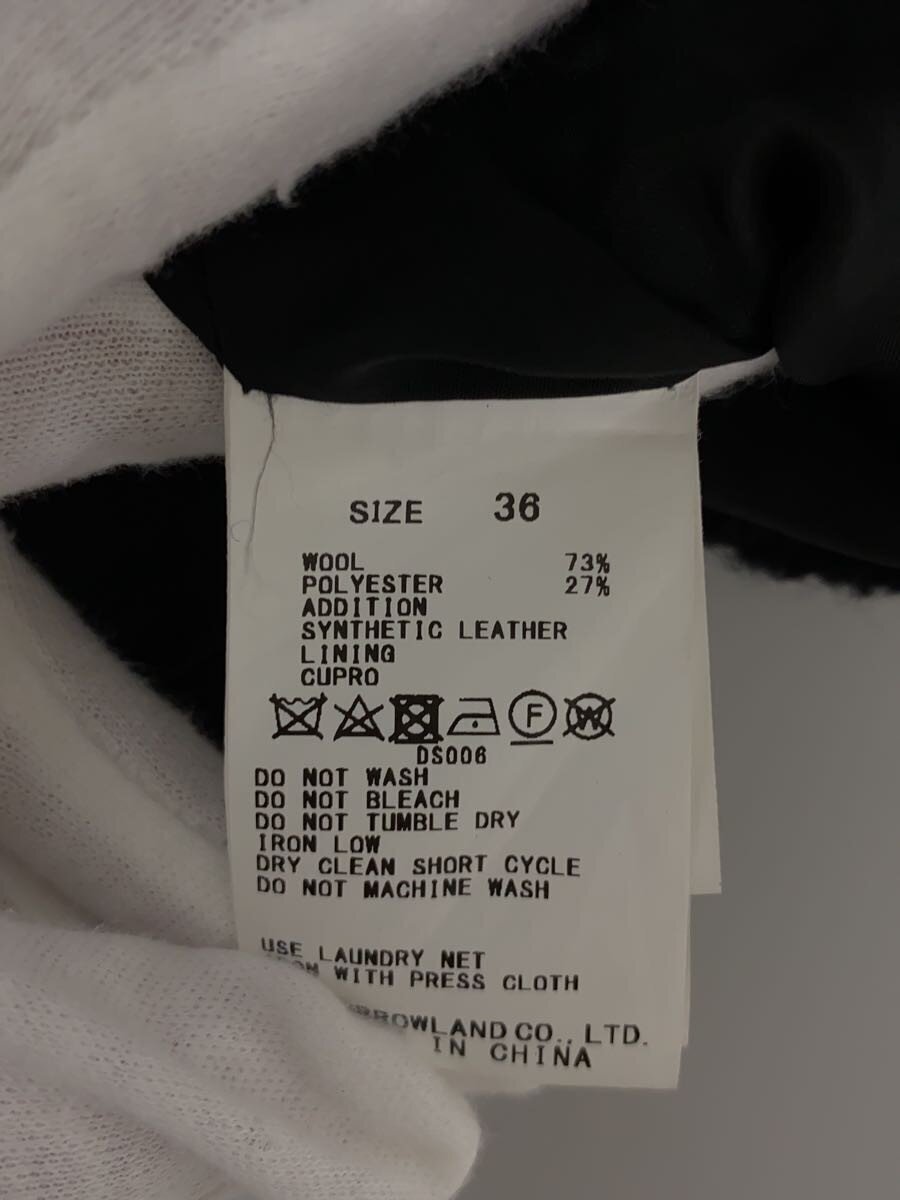 SIZE 36
WOOL 73%
POLYESTER 27%
ADDITION
SYNTHETIC LEATHER
LINING
CUPRO
F W
DS006
DO NOT WASH
DO NOT BLEACH
DO NOT TUMBLE DRY
IRON LOW
DRY CLEAN SHORT CYCLE
DO NOT MACHINE WASH
USE LAUNDRY NET
WITH PRESS CLOTH
CO., LTD.
IN CHINA